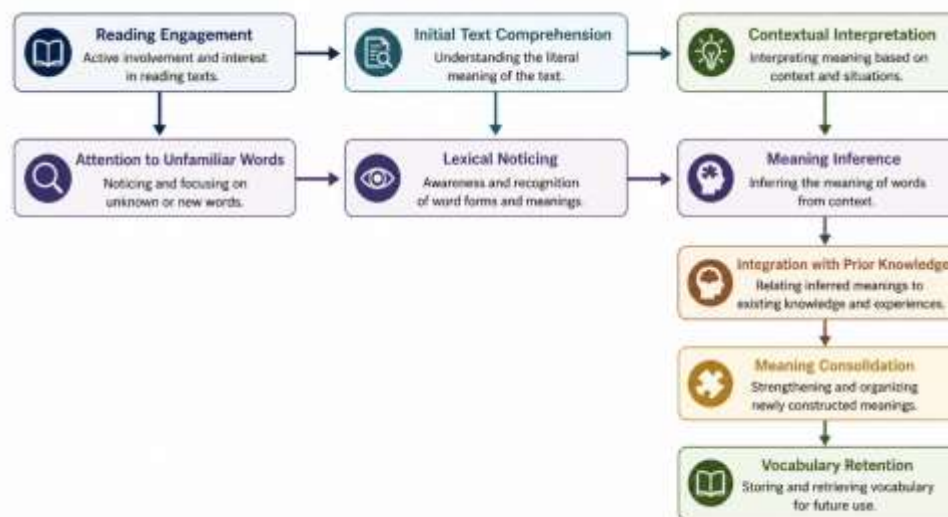 Reading Engagement
Active involvement and interest
in reading texts.
Initial Text Comprehension
Understanding the literal
meaning of the text.
Contextual Interpretation
Interpreting meaning based on
context and situations.
Attention to Unfamiliar Words
Noticing and focusing on
unknown or new words.
Lexical Noticing
Awareness and recognition
of word forms and meanings
Meaning Inference
Inferring the meaning of words
from context.
Integration with Prior Knowledge
Relating inferred meanings to
existing knowledge and experiences.
Meaning Consolidation
Strengthening and organizing
newly constructed meanings.
Vocabulary Retention
Storing and retrieving vocabulary
for future use.